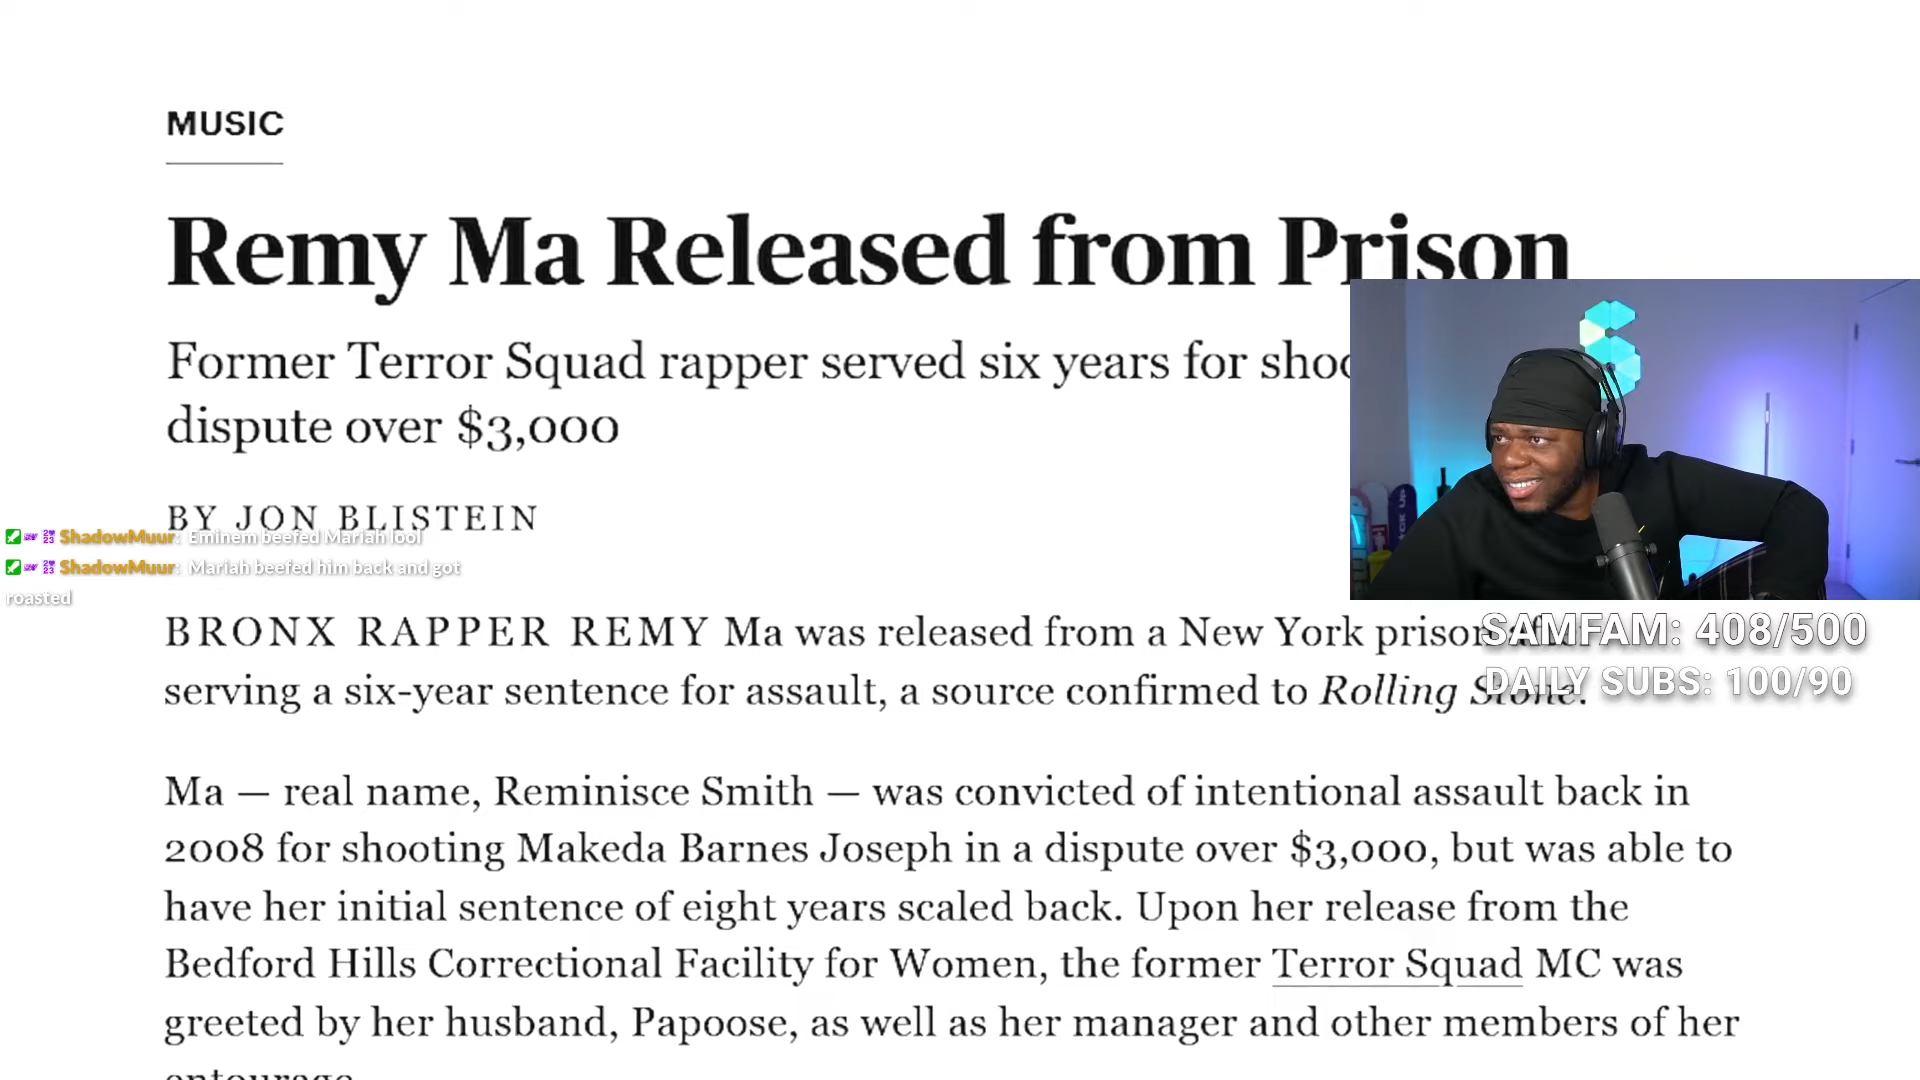 MUSIC
Remy Ma Released from Prison
Former Terror Squad rapper served six years for
dispute over $3,000
BY JON BLISTEIN
ShadowMuur: Eminem beefed Mariah lool
ShadowMuur: Mariah beefed him back and got
roasted
BRONX RAPPER REMY Ma was released from a New York prison
SAMFAM: 408/500
serving a six-year sentence for assault, a source confirmed to Rolling Stone.
DAILY SUBS: 100/90
Ma — real name, Reminisce Smith — was convicted of intentional assault back in
2008 for shooting Makeda Barnes Joseph in a dispute over $3,000, but was able to
have her initial sentence of eight years scaled back. Upon her release from the
Bedford Hills Correctional Facility for Women, the former Terror Squad MC was
greeted by her husband, Papoose, as well as her manager and other members of her